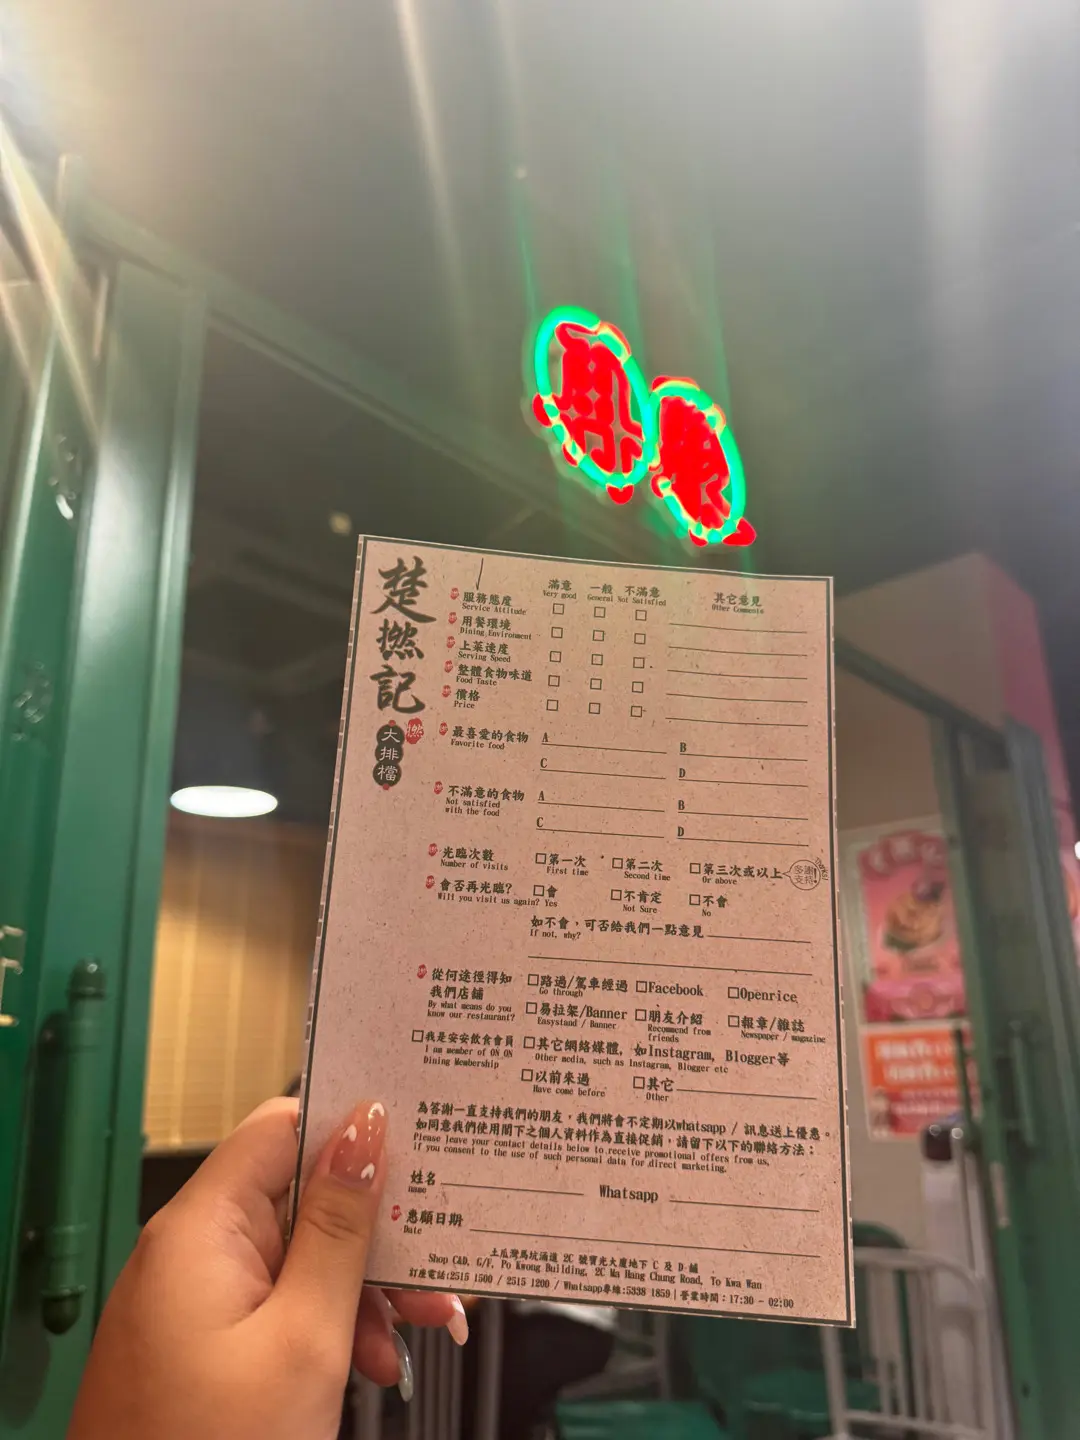 楚撚記
大排檔
滿意 一般 不滿意 其它意見
Very good General Not Satisfied Other Comments
服務態度
Service Attitude
用餐環境
Dining Environment
上菜速度
Serving Speed
整體食物味道
Food Taste
價格
Price
最喜愛的食物 A B
Favorite food
C D
不滿意的食物 A B
Not satisfied
with the food
C D
光臨次數 □第一次 □第二次 □第三次或以上 多謝支持!
Number of visits First time Second time Or above
會否再光臨? □會 □不肯定 □不會
Will you visit us again? Yes Not Sure No
如不會,可否給我們一點意見
If not, why?
從何途徑得知 □路過/駕車經過 □Facebook □Openrice
Go through
我們店鋪 □易拉架/Banner □朋友介紹 □報章/雜誌
By what means do you Easystand / Banner Recommend from Newspaper / magazine
know our restaurant? friends
□我是安安飲食會員 □其它網絡媒體,如Instagram, Blogger等
I am member of ON ON Other media, such as Instagram, Blogger etc
Dining Membership
□以前來過 □其它
Have come before Other
為答謝一直支持我們的朋友,我們將會不定期以whatsapp / 訊息送上優惠。
如同意我們使用閣下之個人資料作為直接促銷,請留下以下的聯絡方法:
Please leave your contact details below to receive promotional offers from us,
if you consent to the use of such personal data for direct marketing.
姓名 Whatsapp
name
惠顧日期
Date
土瓜灣馬坑涌道 2C 號寶光大廈地下 C 及 D 鋪
Shop C&D, G/F, Po Kwong Building, 2C Ma Hang Chung Road, To Kwa Wan
訂座電話:2515 1500 / 2515 1200 / Whatsapp專線:5338 1859 | 營業時間:17:30 - 02:00